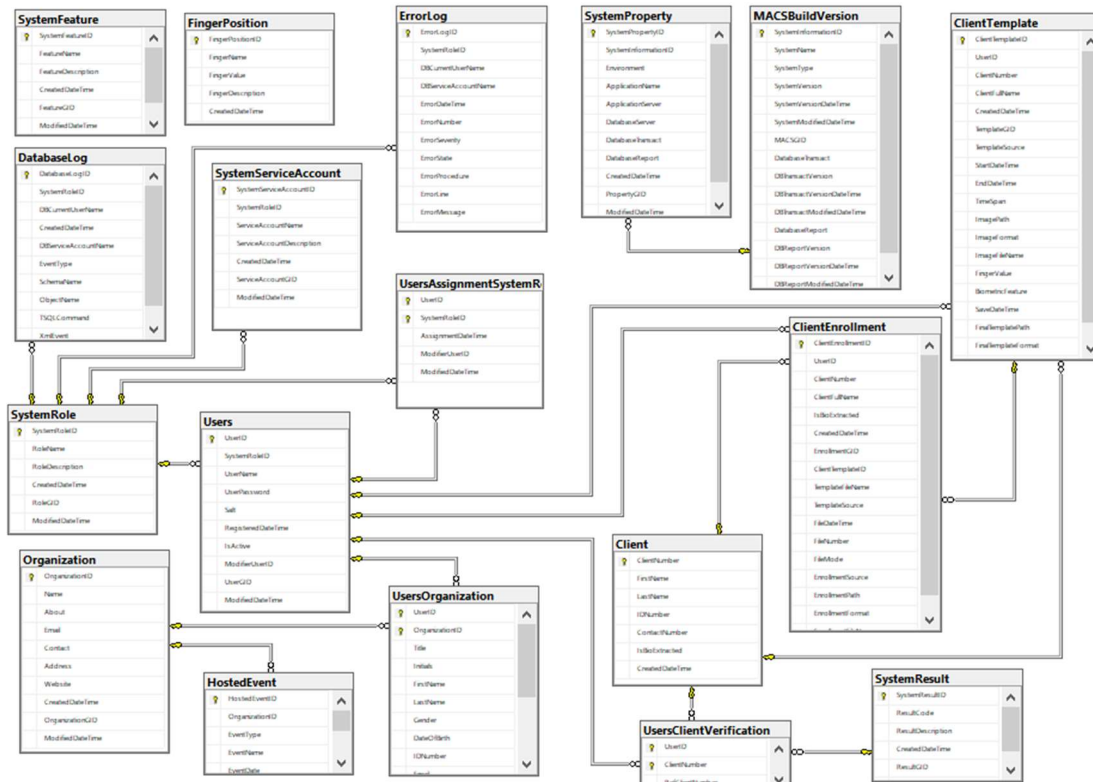 SystemFeature
SystemFeatureID
FeatureName
FeatureDescription
CreatedDateTime
FeatureGID
ModifiedDateTime
FingerPosition
FingerPositionID
FingerName
FingerValue
FingerDescription
CreatedDateTime
ErrorLog
ErrorLogID
SystemRoleID
DBCurrentUserName
DBServiceAccountName
ErrorDateTime
ErrorNumber
ErrorSeverity
ErrorState
ErrorProcedure
ErrorLine
ErrorMessage
SystemProperty
SystemPropertyID
SystemInformationID
Environment
ApplicationName
ApplicationServer
DatabaseServer
DatabaseTransact
DatabaseReport
CreatedDateTime
PropertyGID
ModifiedDateTime
MACSBuildVersion
SystemInformationID
SystemName
SystemType
SystemVersion
SystemVersionDateTime
SystemModifiedDateTime
MACSGID
DatabaseTransact
DBTransactVersion
DBTransactVersionDateTime
DBTransactModifiedDateTime
DatabaseReport
DBReportVersion
DBReportVersionDateTime
DBReportModifiedDateTime
ClientTemplate
ClientTemplateID
UserID
ClientNumber
ClientFullName
CreatedDateTime
TemplateGID
TemplateSource
StartDateTime
EndDateTime
TimeSpan
ImagePath
ImageFormat
ImageFileName
FingerValue
BiometricFeature
SaveDateTime
FinalTemplatePath
FinalTemplateFormat
DatabaseLog
DatabaseLogID
SystemRoleID
DBCurrentUserName
CreatedDateTime
DBServiceAccountName
EventType
SchemaName
ObjectName
TSQLCommand
XmlEvent
SystemServiceAccount
SystemServiceAccountID
SystemRoleID
ServiceAccountName
ServiceAccountDescription
CreatedDateTime
ServiceAccountGID
ModifiedDateTime
UsersAssignmentSystemR
UserID
SystemRoleID
AssignmentDateTime
ModifierUserID
ModifiedDateTime
ClientEnrollment
ClientEnrollmentID
UserID
ClientNumber
ClientFullName
IsBioExtracted
CreatedDateTime
EnrollmentGID
ClientTemplateID
TemplateFileName
TemplateSource
FileDateTime
FileNumber
FileMode
EnrollmentSource
EnrollmentPath
EnrollmentFormat
SystemRole
SystemRoleID
RoleName
RoleDescription
CreatedDateTime
RoleGID
ModifiedDateTime
Users
UserID
SystemRoleID
UserName
UserPassword
Salt
RegisteredDateTime
IsActive
ModifierUserID
UserGID
ModifiedDateTime
Client
ClientNumber
FirstName
LastName
IDNumber
ContactNumber
IsBioExtracted
CreatedDateTime
Organization
OrganizationID
Name
About
Email
Contact
Address
Website
CreatedDateTime
OrganizationGID
ModifiedDateTime
UsersOrganization
UserID
OrganizationID
Title
Initials
FirstName
LastName
Gender
DateOfBirth
IDNumber
Email
HostedEvent
HostedEventID
OrganizationID
EventType
EventName
EventDate
SystemResult
SystemResultID
ResultCode
ResultDescription
CreatedDateTime
ResultGID
UsersClientVerification
UserID
ClientNumber